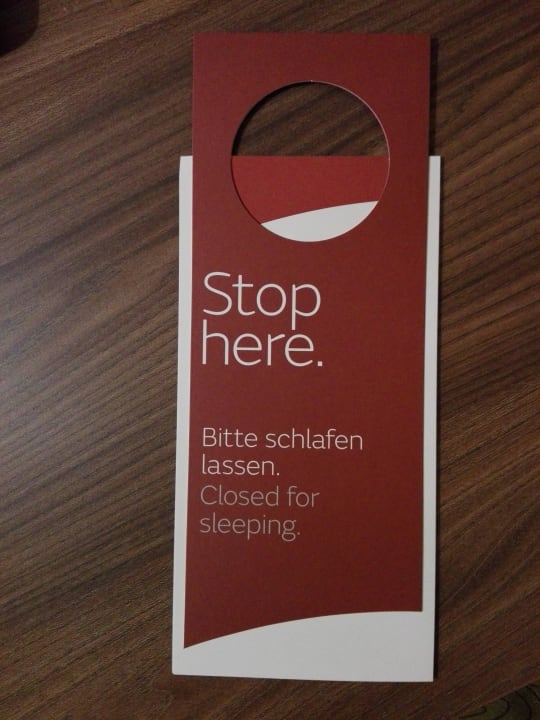 Stop
here.
Bitte schlafen
lassen.
Closed for
sleeping.